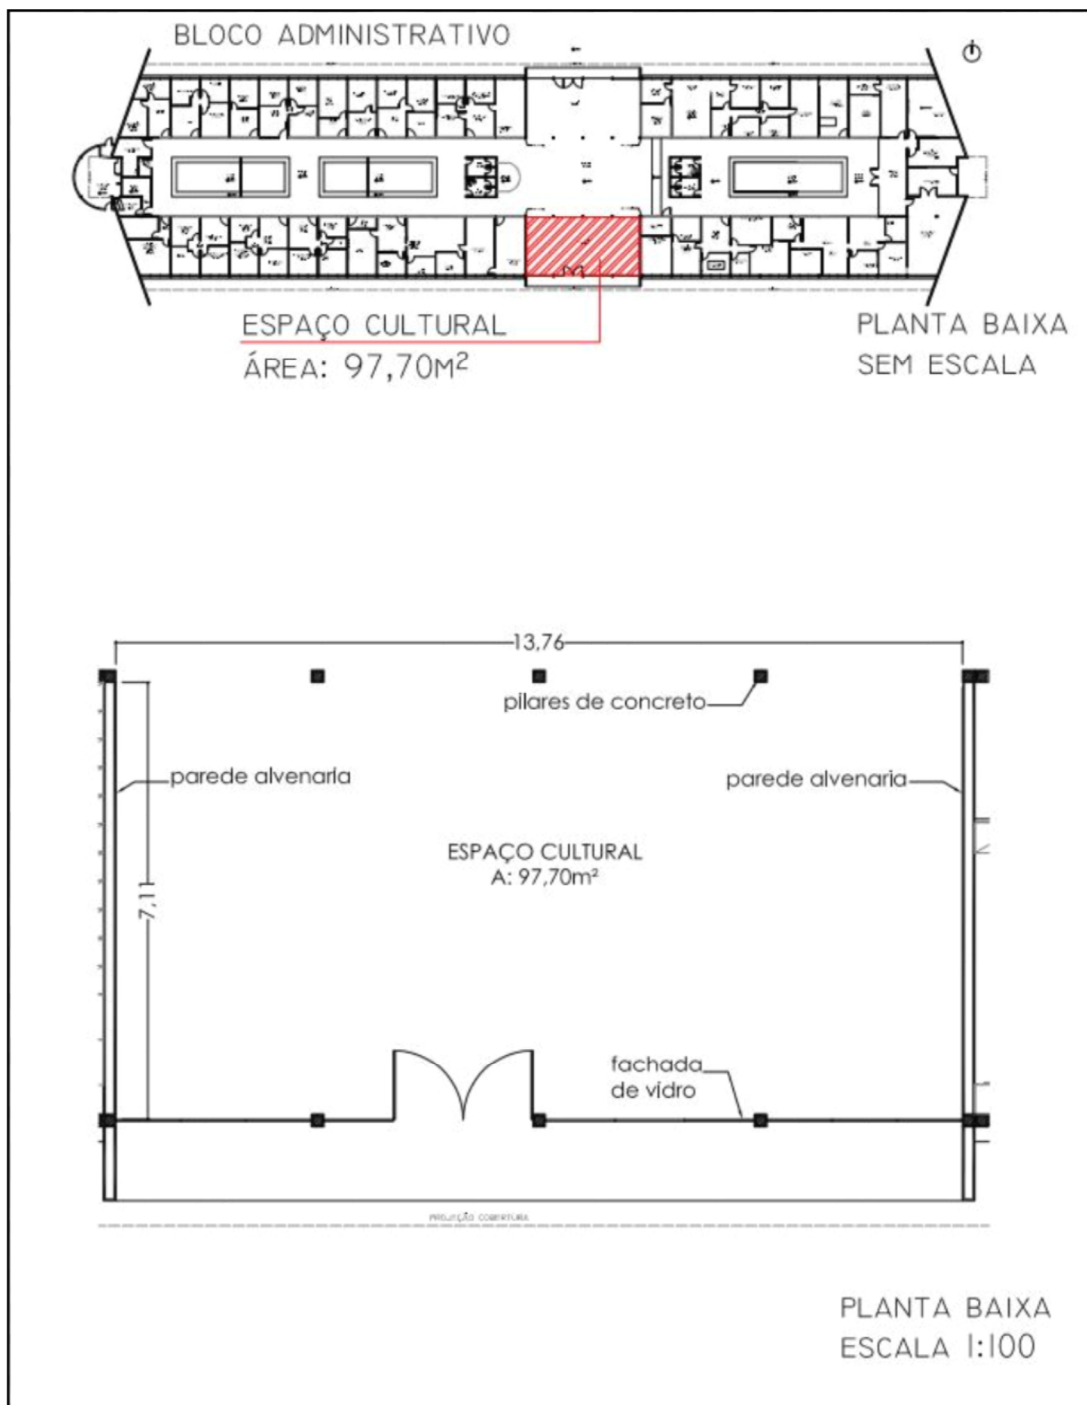 BLOCO ADMINISTRATIVO
ESPAÇO CULTURAL
ÁREA: 97,70M²
PLANTA BAIXA
SEM ESCALA
13,76
pilares de concreto
parede alvenaria
parede alvenaria
ESPAÇO CULTURAL
A: 97,70m²
7,11
fachada
de vidro
PROJEÇÃO COBERTURA
PLANTA BAIXA
ESCALA 1:100